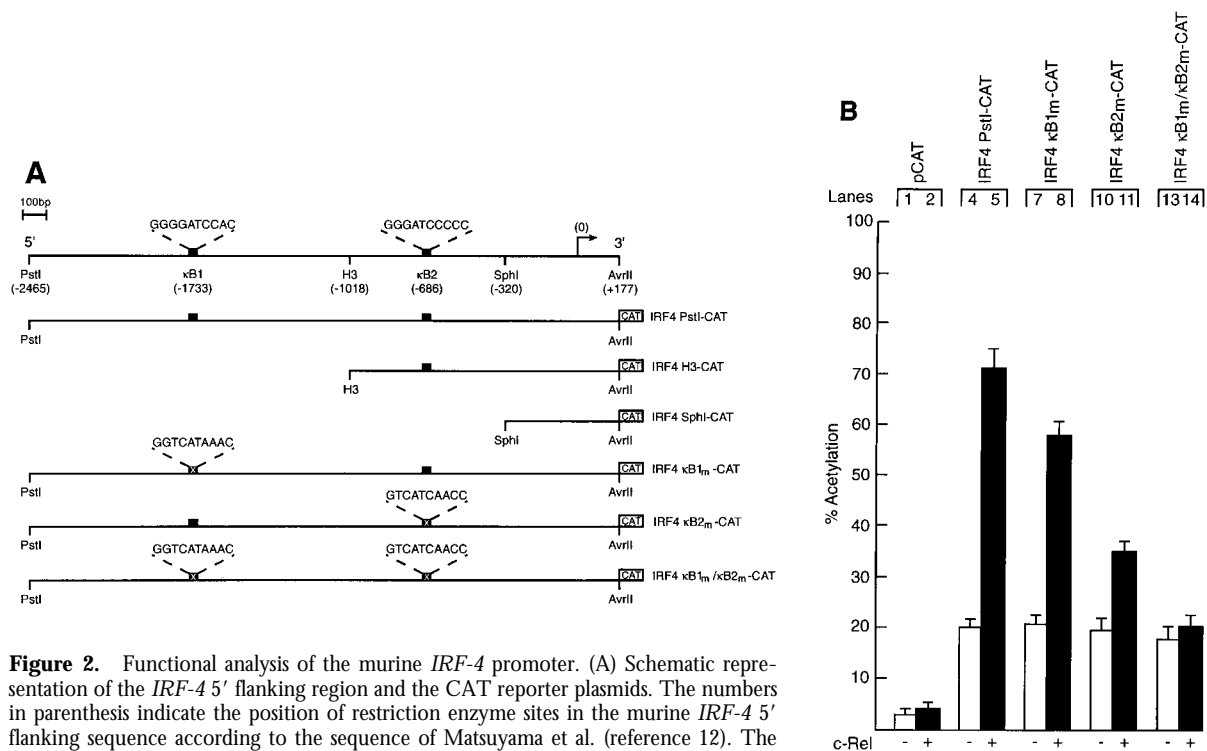 A
100bp
GGGGATCCAC
GGGATCCCCC
(0)
5′
3′
PstI
κB1
H3
κB2
SphI
AvrII
(-2465)
(-1733)
(-1018)
(-686)
(-320)
(+177)
CAT
IRF4 PstI-CAT
PstI
AvrII
CAT
IRF4 H3-CAT
H3
AvrII
CAT
IRF4 SphI-CAT
SphI
AvrII
GGTCATAAAC
CAT
IRF4 κB1m-CAT
PstI
AvrII
GTCATCAACC
CAT
IRF4 κB2m-CAT
PstI
AvrII
GGTCATAAAC
GTCATCAACC
CAT
IRF4 κB1m/κB2m-CAT
PstI
AvrII
Figure 2. Functional analysis of the murine IRF-4 promoter. (A) Schematic repre-
sentation of the IRF-4 5′ flanking region and the CAT reporter plasmids. The numbers
in parenthesis indicate the position of restriction enzyme sites in the murine IRF-4 5′
flanking sequence according to the sequence of Matsuyama et al. (reference 12). The
B
pCAT
IRF4 PstI-CAT
IRF4 κB1m-CAT
IRF4 κB2m-CAT
IRF4 κB1m/κB2m-CAT
Lanes 1 2 4 5 7 8 10 11 13 14
% Acetylation
100
90
80
70
60
50
40
30
20
10
c-Rel - + - + - + - + - +